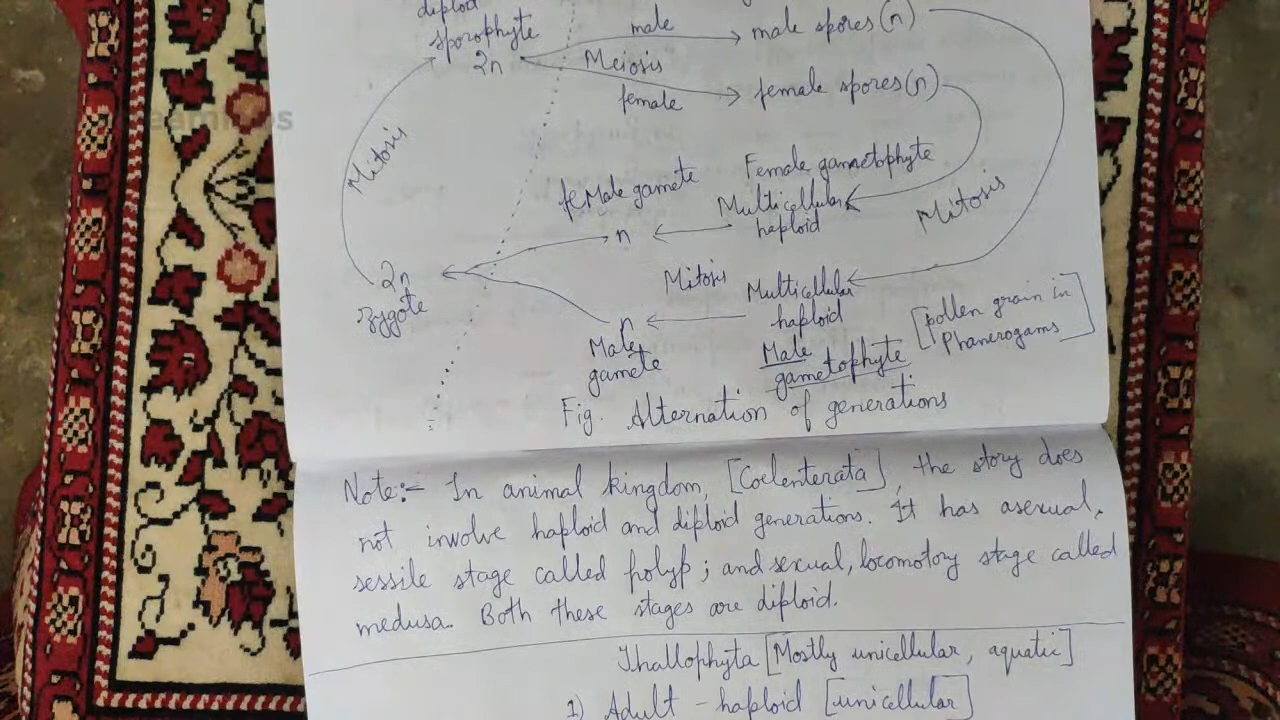 diploid
sporophyte
2n
male
male spores (n)
Meiosis
female
female spores (n)
Mitosis
feMale gamete
Female gametophyte
Multicellular
haploid
Mitosis
n
2n
Zygote
Mitosis
Multicellular
haploid
n
Male
gamete
Male
gametophyte
[pollen grain in
Phanerogams]
Fig. Alternation of generations
Note:- In animal kingdom, [Coelenterata], the story does
not involve haploid and diploid generations. It has asexual,
sessile stage called polyp; and sexual, locomotory stage called
medusa. Both these stages are diploid.
Thallophyta [Mostly unicellular, aquatic]
1) Adult - haploid [unicellular]